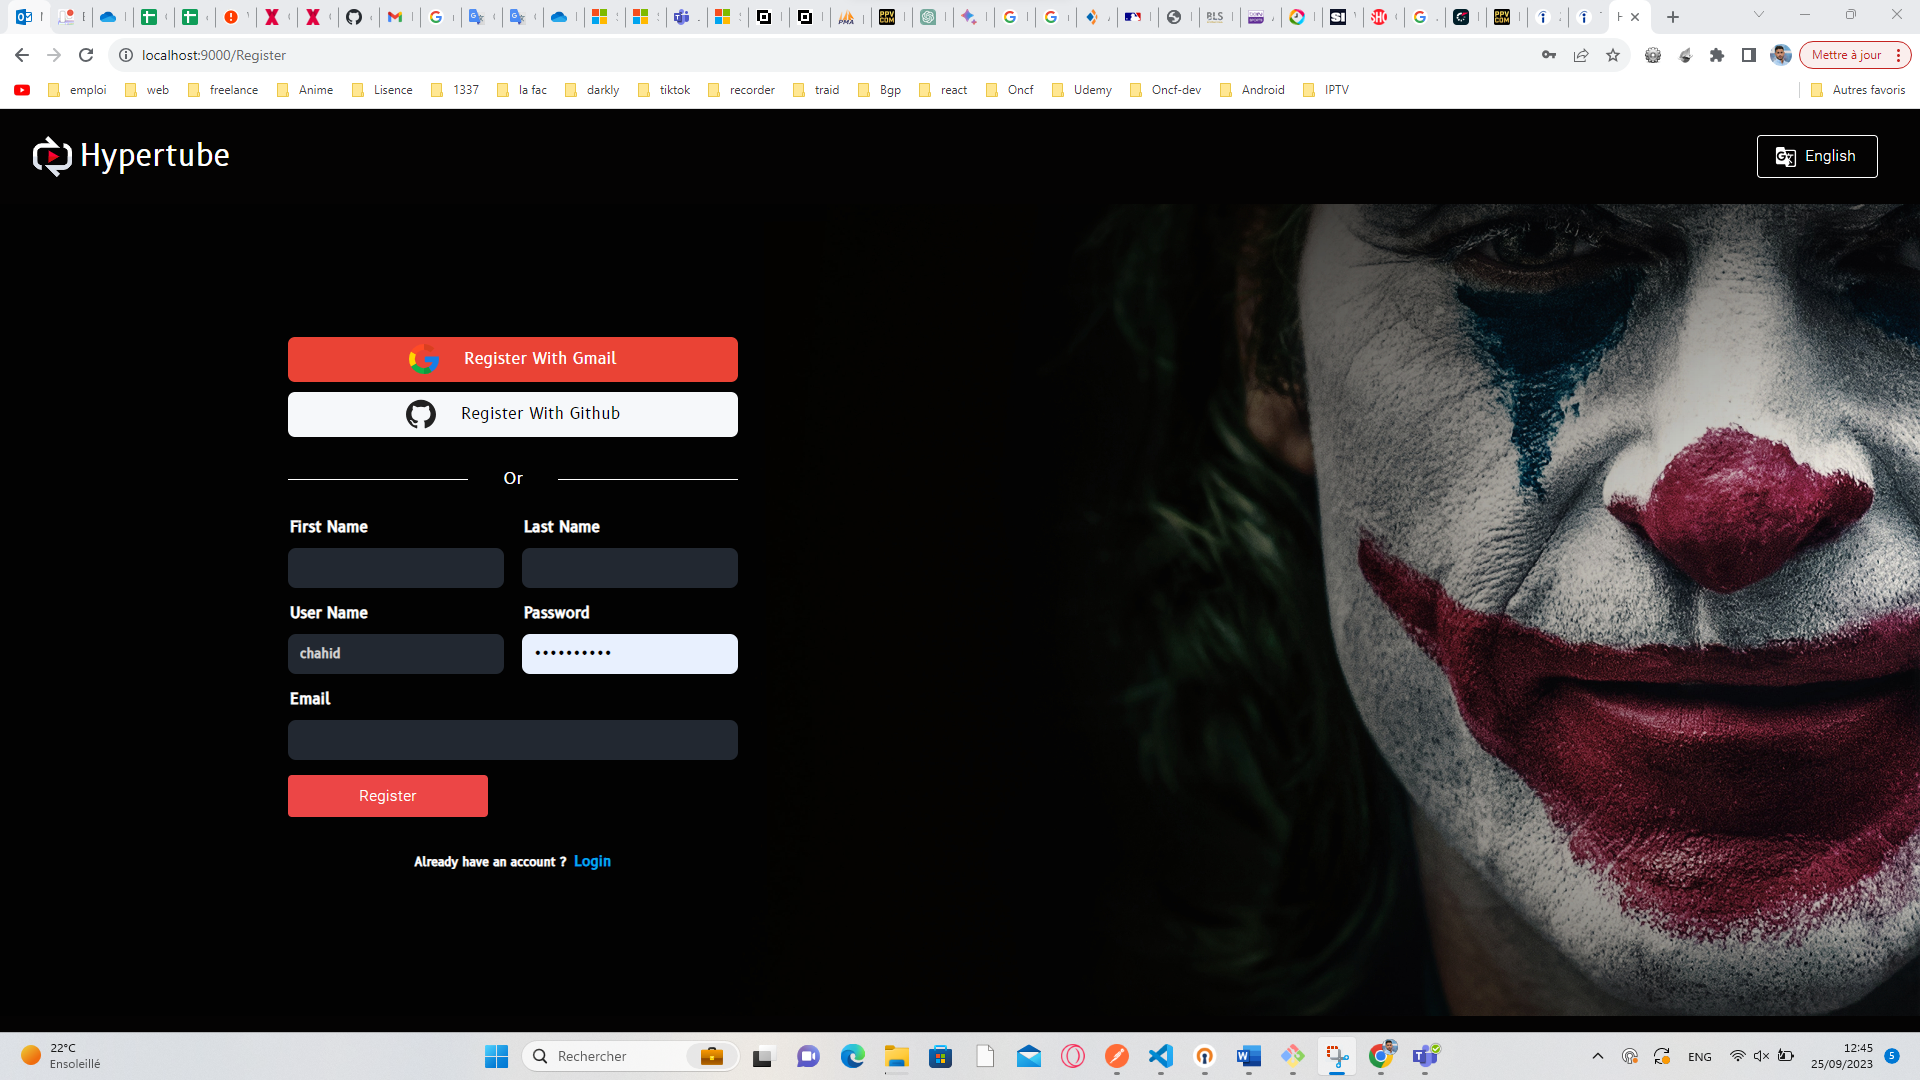 localhost:9000/Register
Mettre à jour
emploi
web
freelance
Anime
Lisence
1337
la fac
darkly
tiktok
recorder
traid
Bgp
react
Oncf
Udemy
Oncf-dev
Android
IPTV
Autres favoris
Hypertube
English
Register With Gmail
Register With Github
Or
First Name
Last Name
User Name
Password
chahid
••••••••••
Email
Register
Already have an account ? Login
22°C
Ensoleillé
Rechercher
ENG
12:45
25/09/2023
5